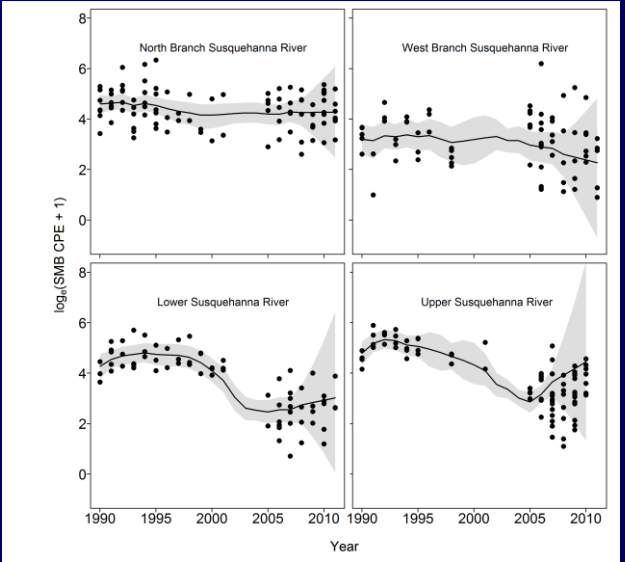 North Branch Susquehanna River
West Branch Susquehanna River
8
6
4
2
0
Lower Susquehanna River
Upper Susquehanna River
8
6
4
2
0
logₑ(SMB CPE + 1)
1990 1995 2000 2005 2010
1990 1995 2000 2005 2010
Year